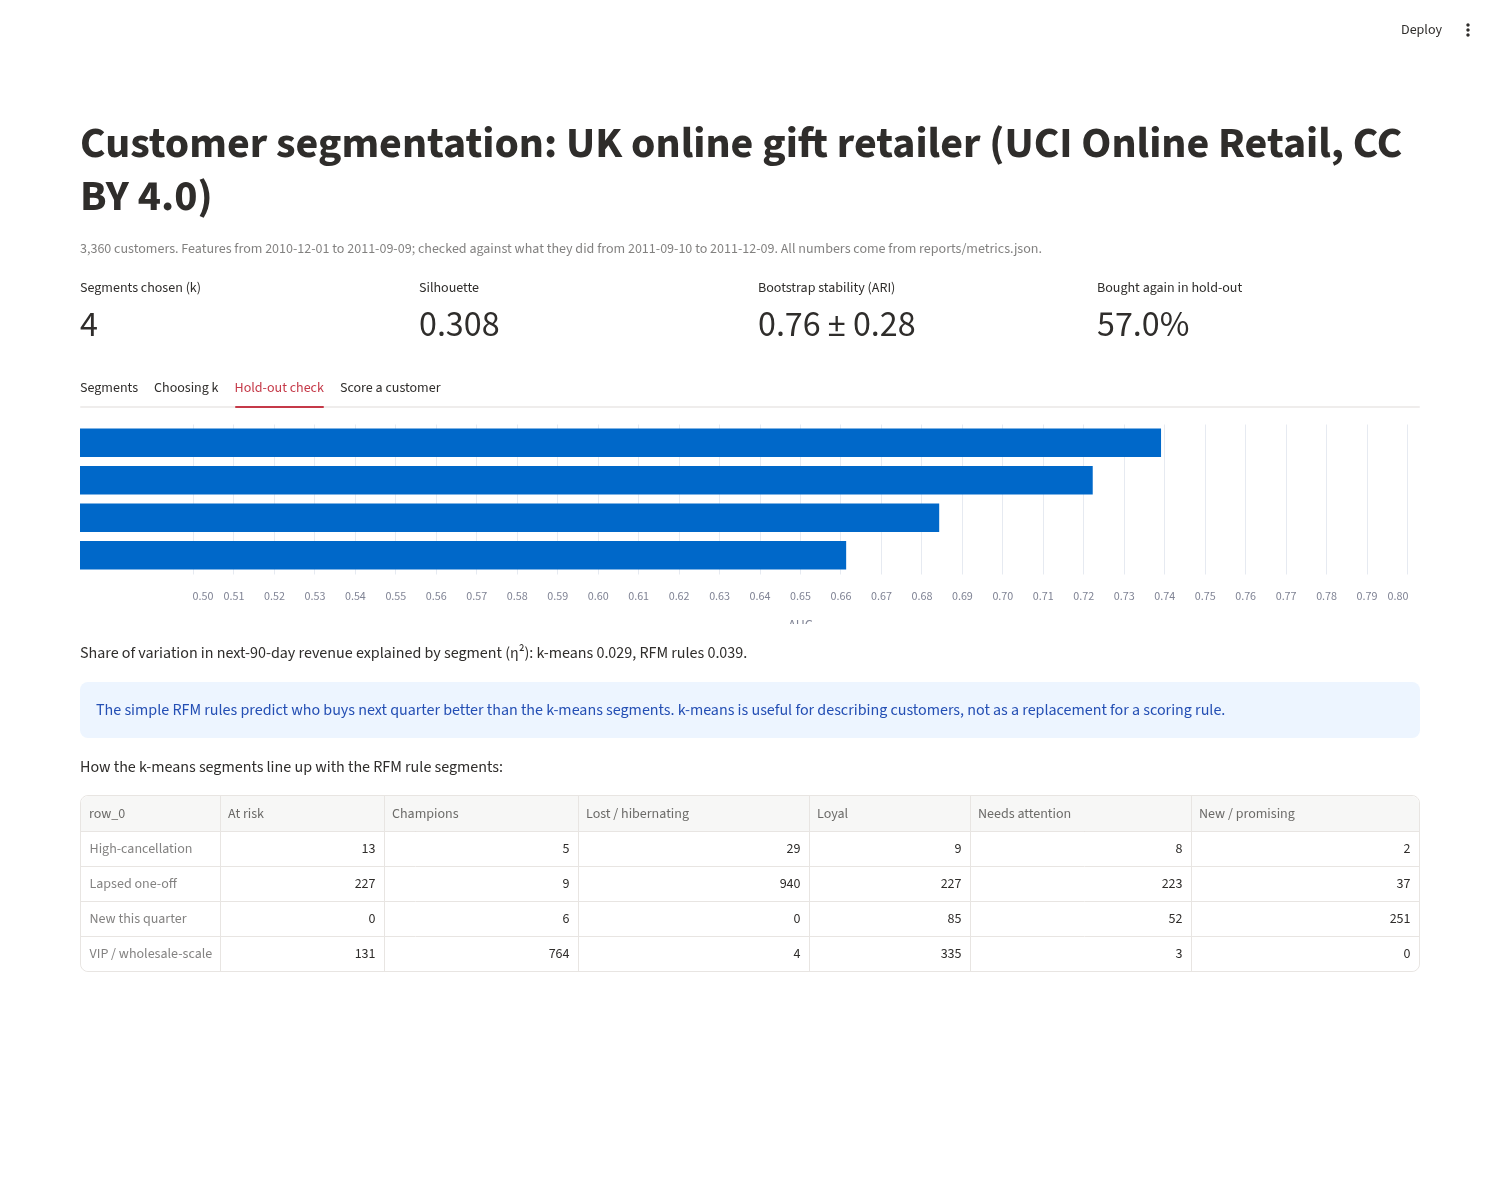 Deploy
Customer segmentation: UK online gift retailer (UCI Online Retail, CC
BY 4.0)
3,360 customers. Features from 2010-12-01 to 2011-09-09; checked against what they did from 2011-09-10 to 2011-12-09. All numbers come from reports/metrics.json.
Segments chosen (k) Silhouette Bootstrap stability (ARI) Bought again in hold-out
4 0.308 0.76 ± 0.28 57.0%
Segments Choosing k Hold-out check Score a customer
0.50 0.51 0.52 0.53 0.54 0.55 0.56 0.57 0.58 0.59 0.60 0.61 0.62 0.63 0.64 0.65 0.66 0.67 0.68 0.69 0.70 0.71 0.72 0.73 0.74 0.75 0.76 0.77 0.78 0.79 0.80
Share of variation in next-90-day revenue explained by segment (η²): k-means 0.029, RFM rules 0.039.
The simple RFM rules predict who buys next quarter better than the k-means segments. k-means is useful for describing customers, not as a replacement for a scoring rule.
How the k-means segments line up with the RFM rule segments:
row_0 At risk Champions Lost / hibernating Loyal Needs attention New / promising
High-cancellation 13 5 29 9 8 2
Lapsed one-off 227 9 940 227 223 37
New this quarter 0 6 0 85 52 251
VIP / wholesale-scale 131 764 4 335 3 0